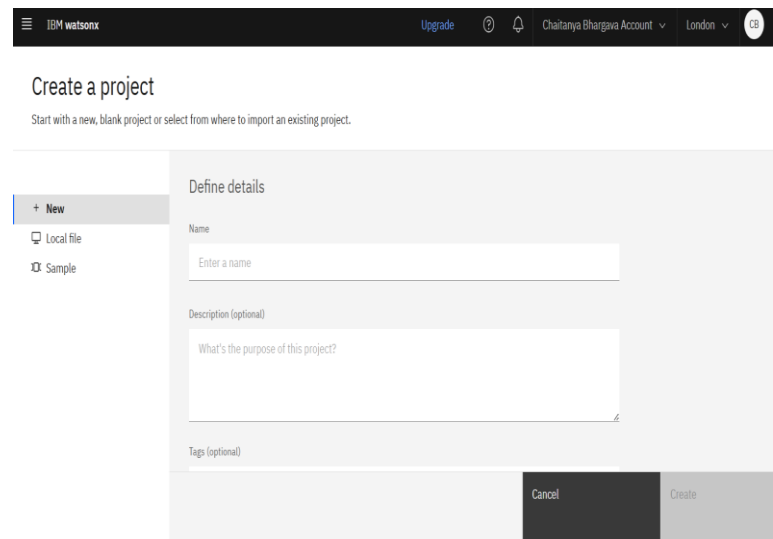 IBM watsonx
Upgrade
Chaitanya Bhargava Account
London
CB
Create a project
Start with a new, blank project or select from where to import an existing project.
+ New
Local file
Sample
Define details
Name
Enter a name
Description (optional)
What's the purpose of this project?
Tags (optional)
Cancel
Create